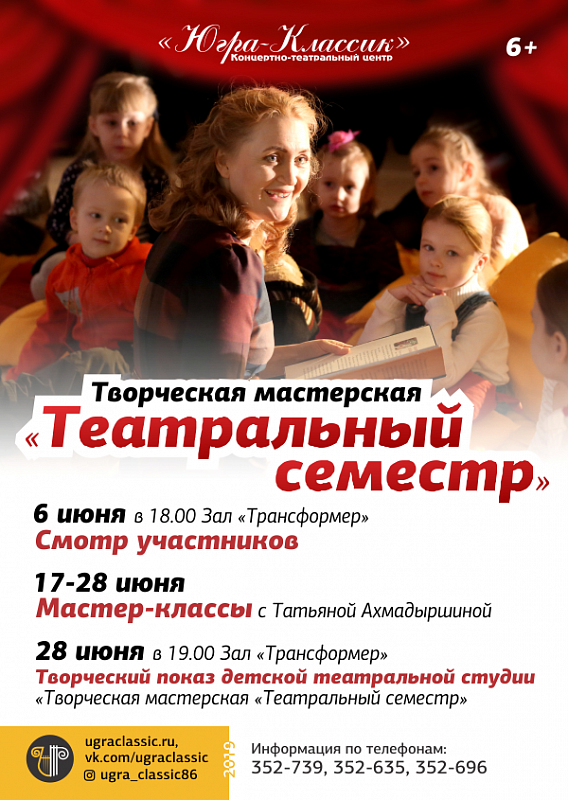 «Югра-Классик»
Концертно-театральный центр
6+
Творческая мастерская
«Театральный
семестр»
6 июня в 18.00 Зал «Трансформер»
Смотр участников
17-28 июня
Мастер-классы с Татьяной Ахмадыршиной
28 июня в 19.00 Зал «Трансформер»
Творческий показ детской театральной студии
«Творческая мастерская «Театральный семестр»
ugraclassic.ru,
vk.com/ugraclassic
ugra_classic86
2019
Информация по телефонам:
352-739, 352-635, 352-696